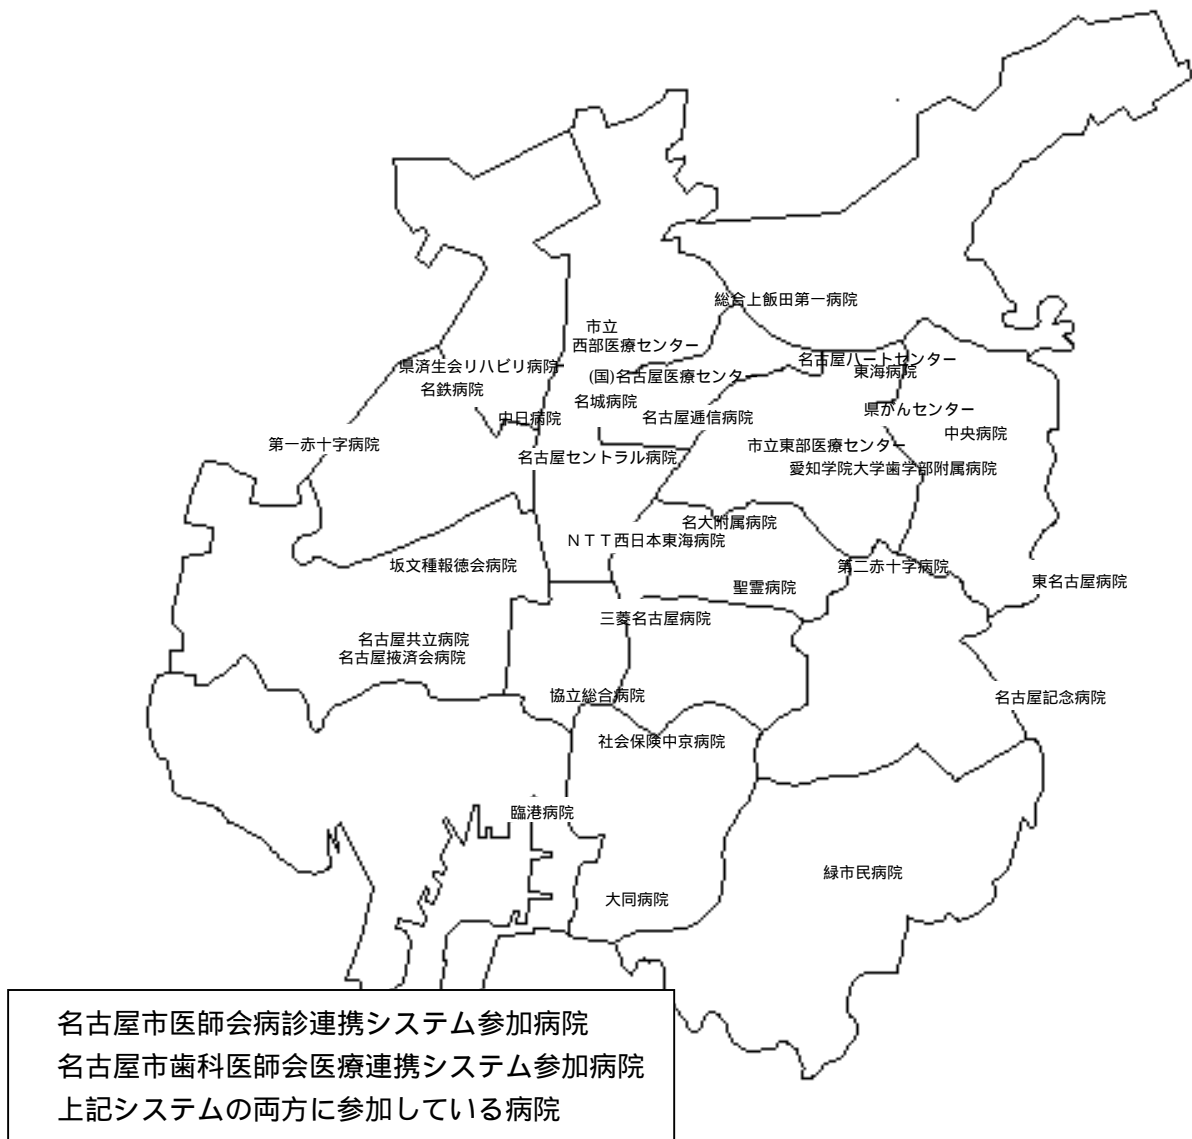 総合上飯田第一病院
市立
西部医療センター
名古屋ハートセンター
県済生会リハビリ病院
東海病院
(国)名古屋医療センター
名鉄病院
名城病院
県がんセンター
中日病院
名古屋逓信病院
中央病院
第一赤十字病院
市立東部医療センター
名古屋セントラル病院
愛知学院大学歯学部附属病院
名大附属病院
ＮＴＴ西日本東海病院
坂文種報徳会病院
第二赤十字病院
東名古屋病院
聖霊病院
三菱名古屋病院
名古屋共立病院
名古屋掖済会病院
協立総合病院
名古屋記念病院
社会保険中京病院
臨港病院
緑市民病院
大同病院
名古屋市医師会病診連携システム参加病院
名古屋市歯科医師会医療連携システム参加病院
上記システムの両方に参加している病院